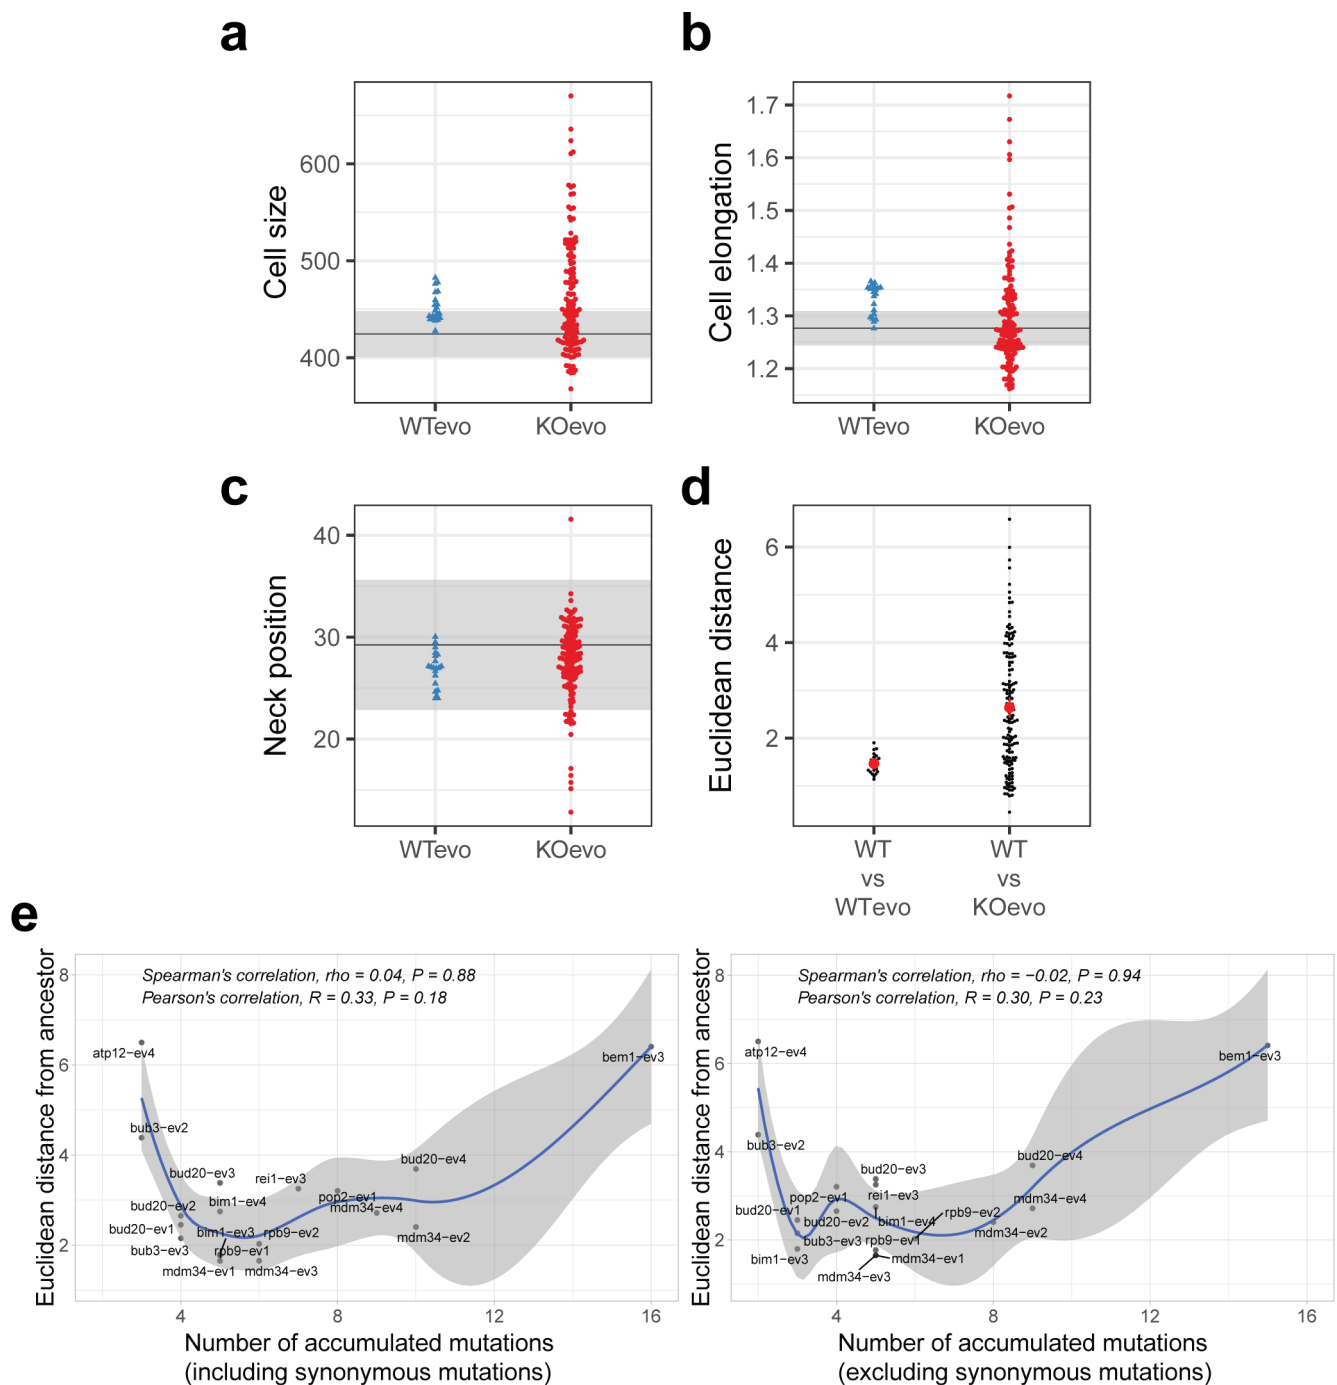 a
b
Cell size
600
500
400
WTevo
KOevo
Cell elongation
1.7
1.6
1.5
1.4
1.3
1.2
WTevo
KOevo
c
d
Neck position
40
30
20
WTevo
KOevo
Euclidean distance
6
4
2
WT
vs
WTevo
WT
vs
KOevo
e
Euclidean distance from ancestor
8
6
4
2
Spearman's correlation, rho = 0.04, P = 0.88
Pearson's correlation, R = 0.33, P = 0.18
atp12−ev4
bem1−ev3
bub3−ev2
bud20−ev3
rei1−ev3
bud20−ev4
bud20−ev2
bim1−ev4
pop2−ev1
mdm34−ev4
bud20−ev1
bim1−ev3
rpb9−ev2
mdm34−ev2
bub3−ev3
rpb9−ev1
mdm34−ev1
mdm34−ev3
4
8
12
16
Number of accumulated mutations
(including synonymous mutations)
Euclidean distance from ancestor
8
6
4
2
Spearman's correlation, rho = −0.02, P = 0.94
Pearson's correlation, R = 0.30, P = 0.23
atp12−ev4
bem1−ev3
bub3−ev2
bud20−ev4
bud20−ev3
pop2−ev1
rei1−ev3
mdm34−ev4
bud20−ev1
bud20−ev2
bim1−ev4
rpb9−ev2
mdm34−ev2
bub3−ev3
rpb9−ev1
bim1−ev3
mdm34−ev1
mdm34−ev3
4
8
12
16
Number of accumulated mutations
(excluding synonymous mutations)